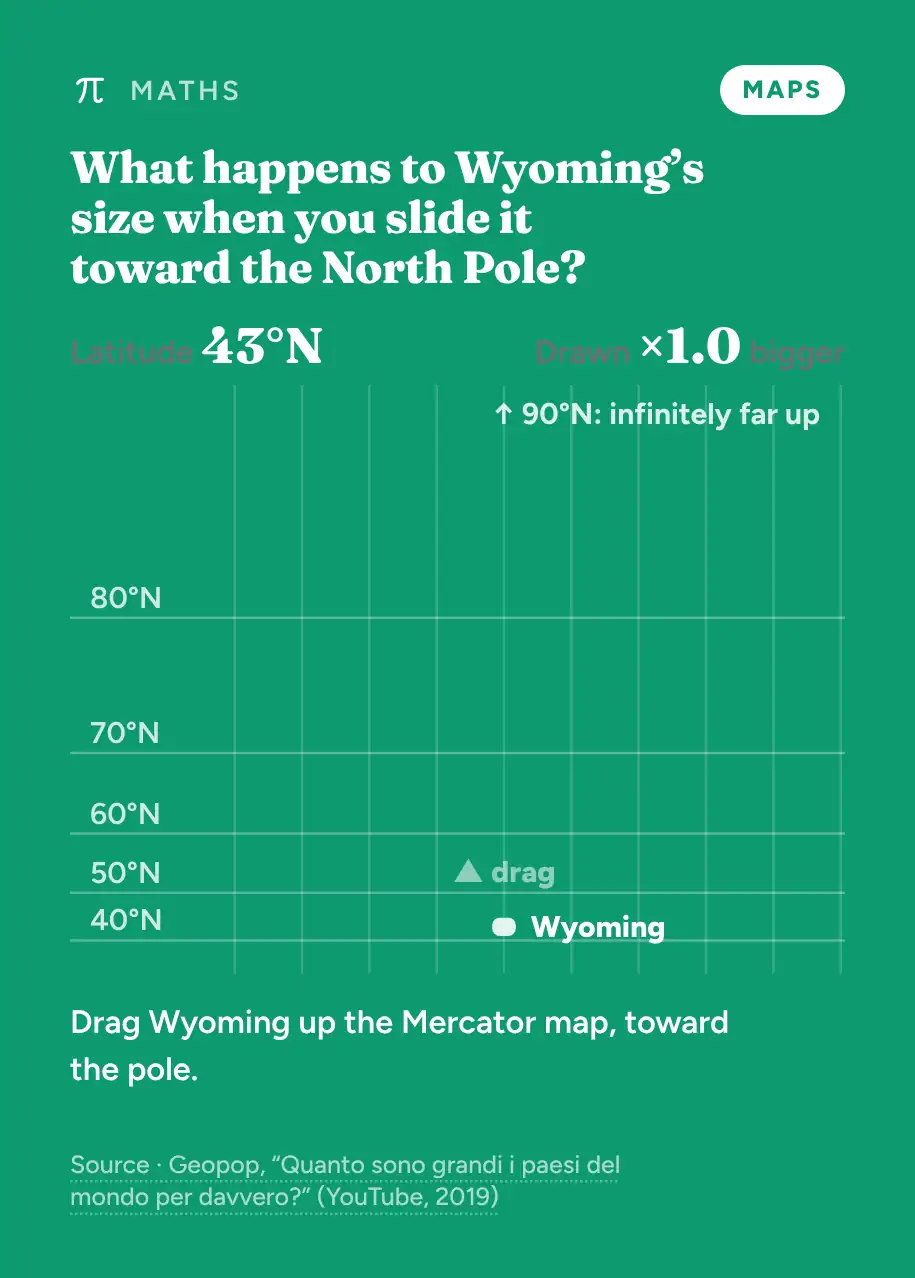 π MATHS
MAPS
What happens to Wyoming’s
size when you slide it
toward the North Pole?
Latitude 43°N
Drawn ×1.0 bigger
↑ 90°N: infinitely far up
80°N
70°N
60°N
50°N
▲ drag
40°N
Wyoming
Drag Wyoming up the Mercator map, toward
the pole.
Source · Geopop, “Quanto sono grandi i paesi del
mondo per davvero?” (YouTube, 2019)